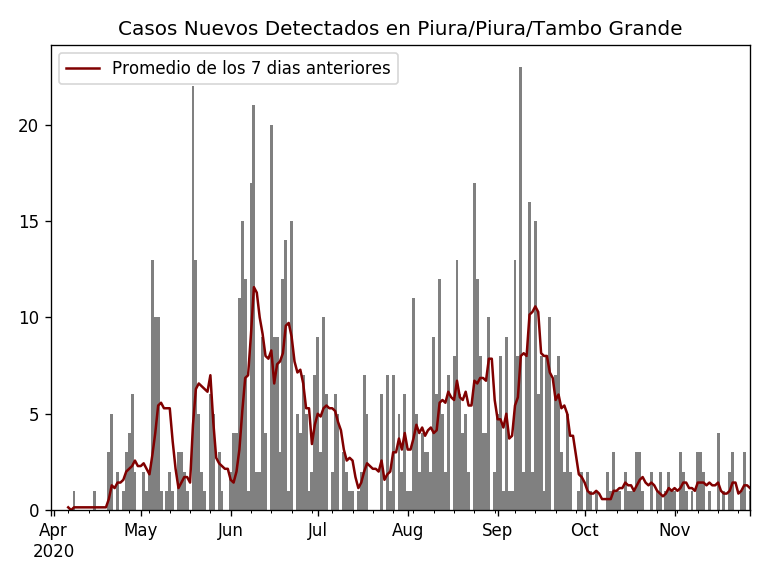 Casos Nuevos Detectados en Piura/Piura/Tambo Grande
Promedio de los 7 dias anteriores
20
15
10
5
0
Apr May Jun Jul Aug Sep Oct Nov
2020